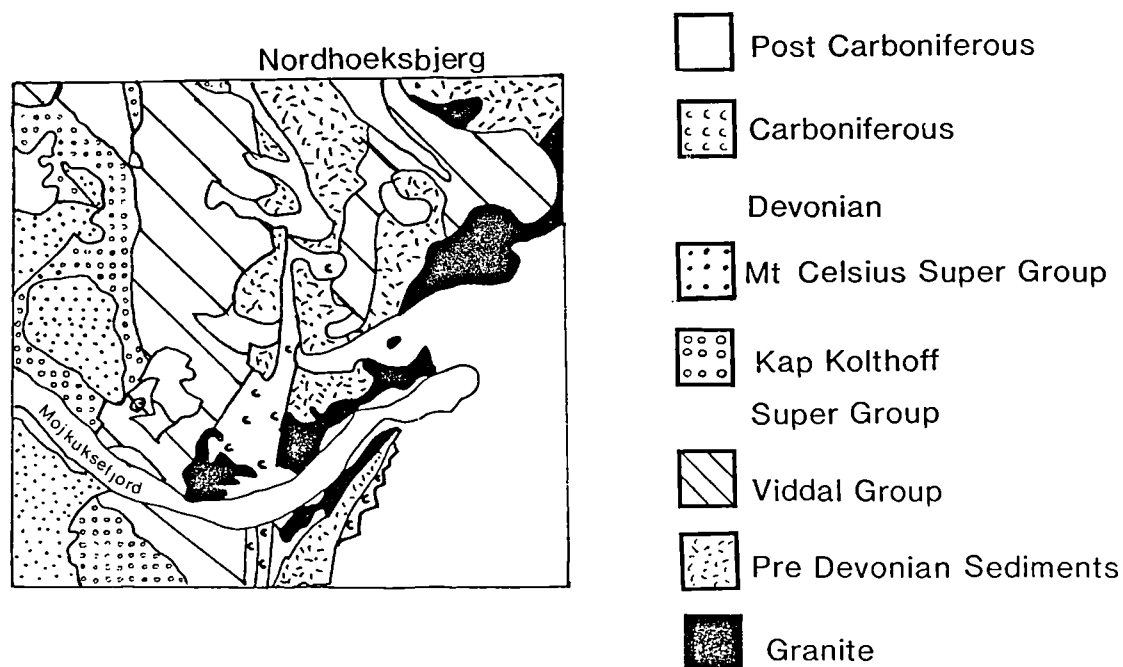 Nordhoeksbjerg
Mojkuksefjord
Post Carboniferous
Carboniferous
Devonian
Mt Celsius Super Group
Kap Kolthoff
Super Group
Viddal Group
Pre Devonian Sediments
Granite